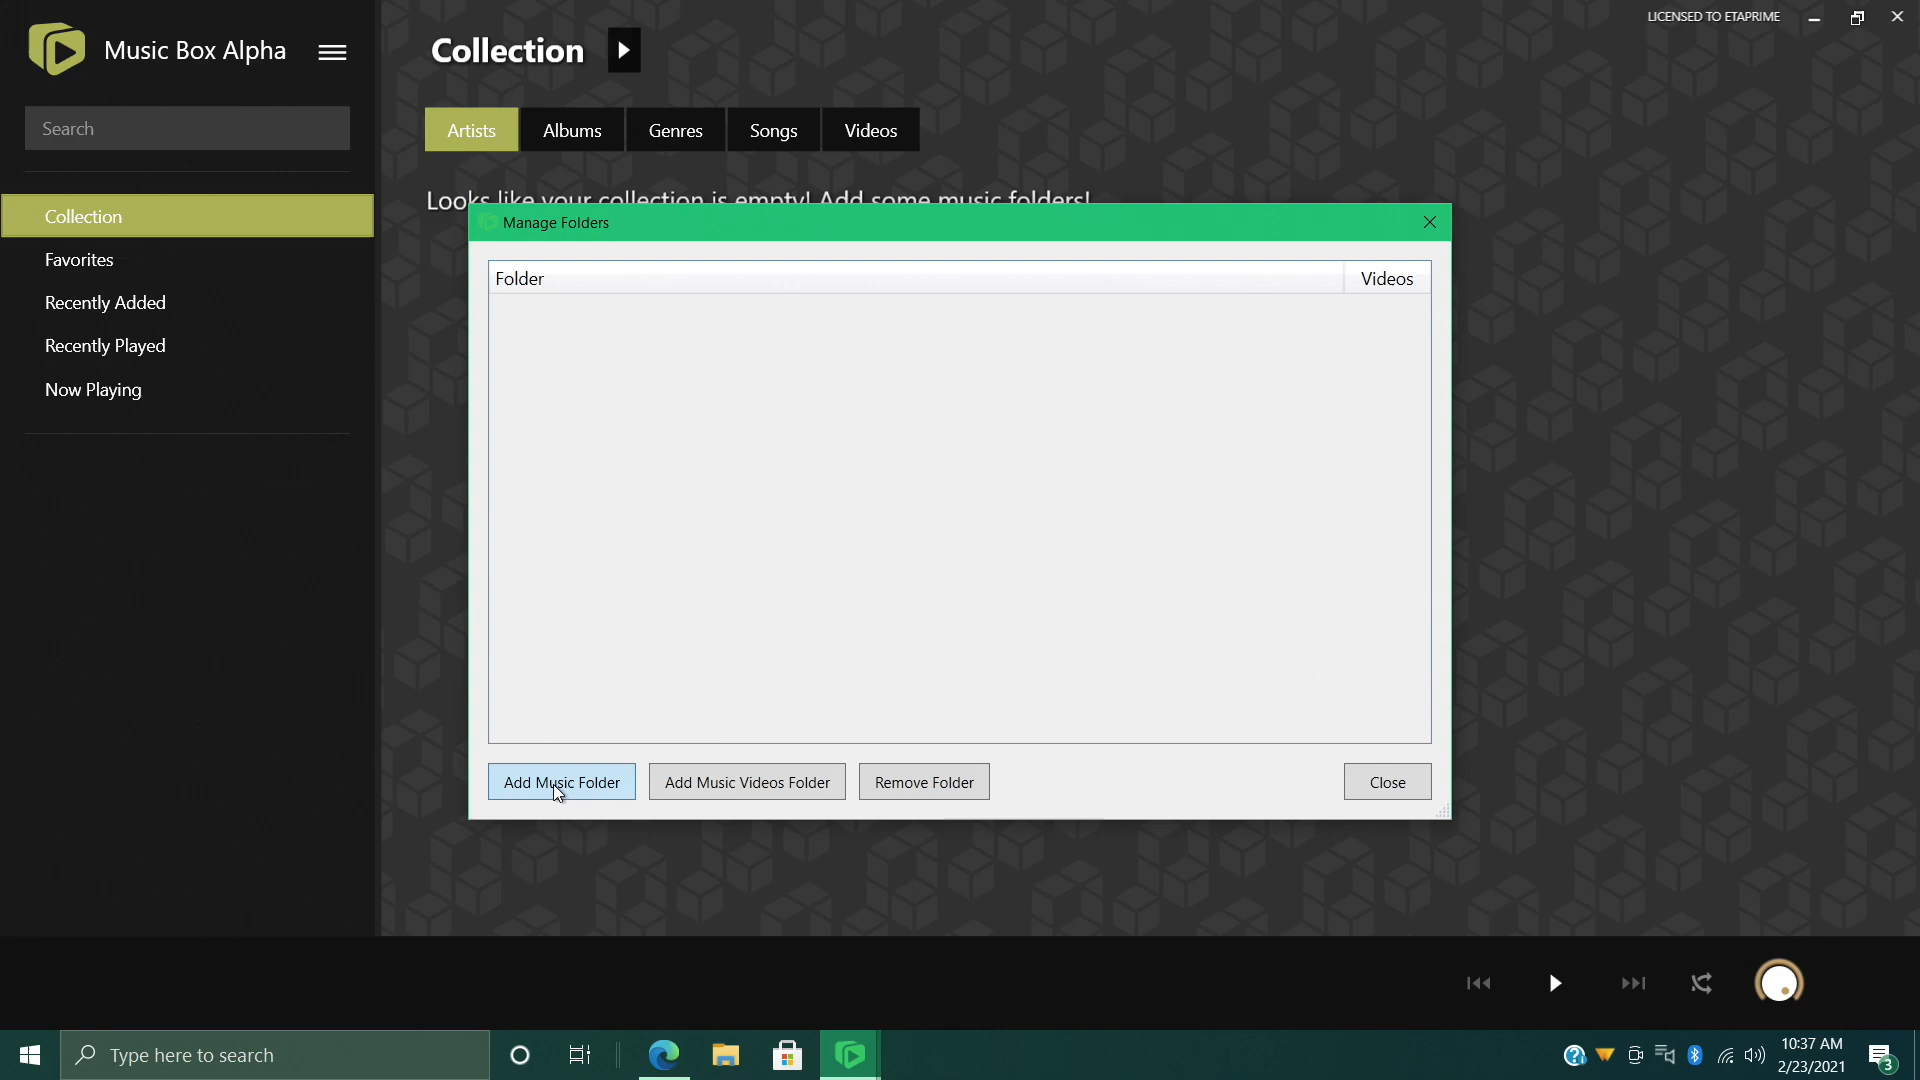 LICENSED TO ETAPRIME
Music Box Alpha
Collection
Search
Artists
Albums
Genres
Songs
Videos
Looks like your collection is empty! Add some music folders!
Collection
Favorites
Recently Added
Recently Played
Now Playing
Manage Folders
Folder
Videos
Add Music Folder
Add Music Videos Folder
Remove Folder
Close
Type here to search
10:37 AM
2/23/2021
3